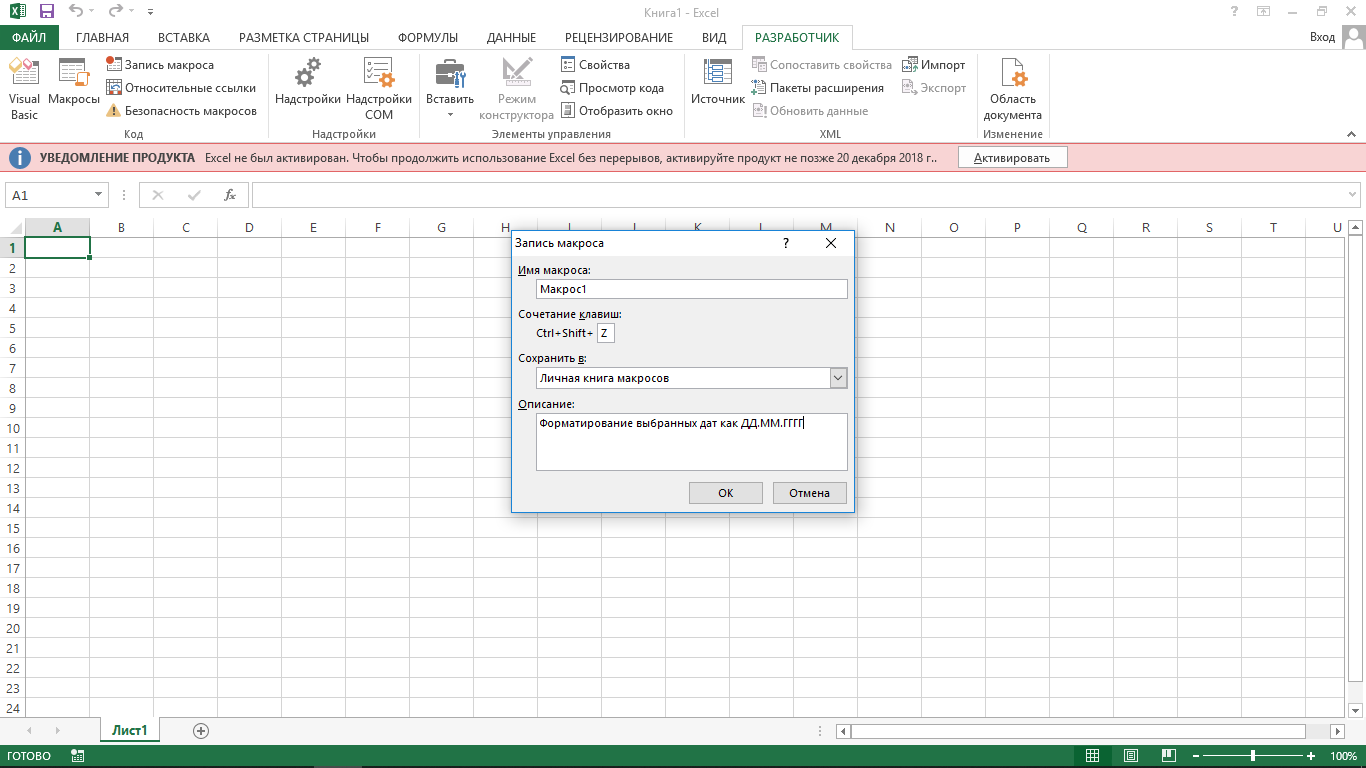 Книга1 - Excel
ФАЙЛ ГЛАВНАЯ ВСТАВКА РАЗМЕТКА СТРАНИЦЫ ФОРМУЛЫ ДАННЫЕ РЕЦЕНЗИРОВАНИЕ ВИД РАЗРАБОТЧИК Вход
Visual Basic
Макросы
Запись макроса
Относительные ссылки
Безопасность макросов
Код
Надстройки
Надстройки COM
Надстройки
Вставить
Режим конструктора
Свойства
Просмотр кода
Отобразить окно
Элементы управления
Источник
Сопоставить свойства
Пакеты расширения
Обновить данные
Импорт
Экспорт
XML
Область документа
Изменение
УВЕДОМЛЕНИЕ ПРОДУКТА Excel не был активирован. Чтобы продолжить использование Excel без перерывов, активируйте продукт не позже 20 декабря 2018 г.. Активировать
A1 fx
A B C D E F G H I J K L M N O P Q R S T U
1
2
3
4
5
6
7
8
9
10
11
12
13
14
15
16
17
18
19
20
21
22
23
24
Запись макроса ?
Имя макроса:
Макрос1
Сочетание клавиш:
Ctrl+Shift+ Z
Сохранить в:
Личная книга макросов
Описание:
Форматирование выбранных дат как ДД.ММ.ГГГГ
ОК Отмена
Лист1
ГОТОВО 100%